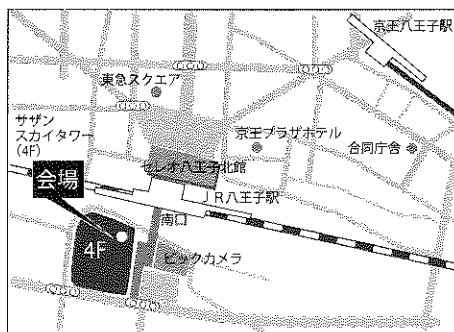 京王八王子駅
東急スクエア
サザン
スカイタワー
(4F)
京王プラザホテル
合同庁舎
セレオ八王子北館
会場
JR八王子駅
南口
4F
ビックカメラ